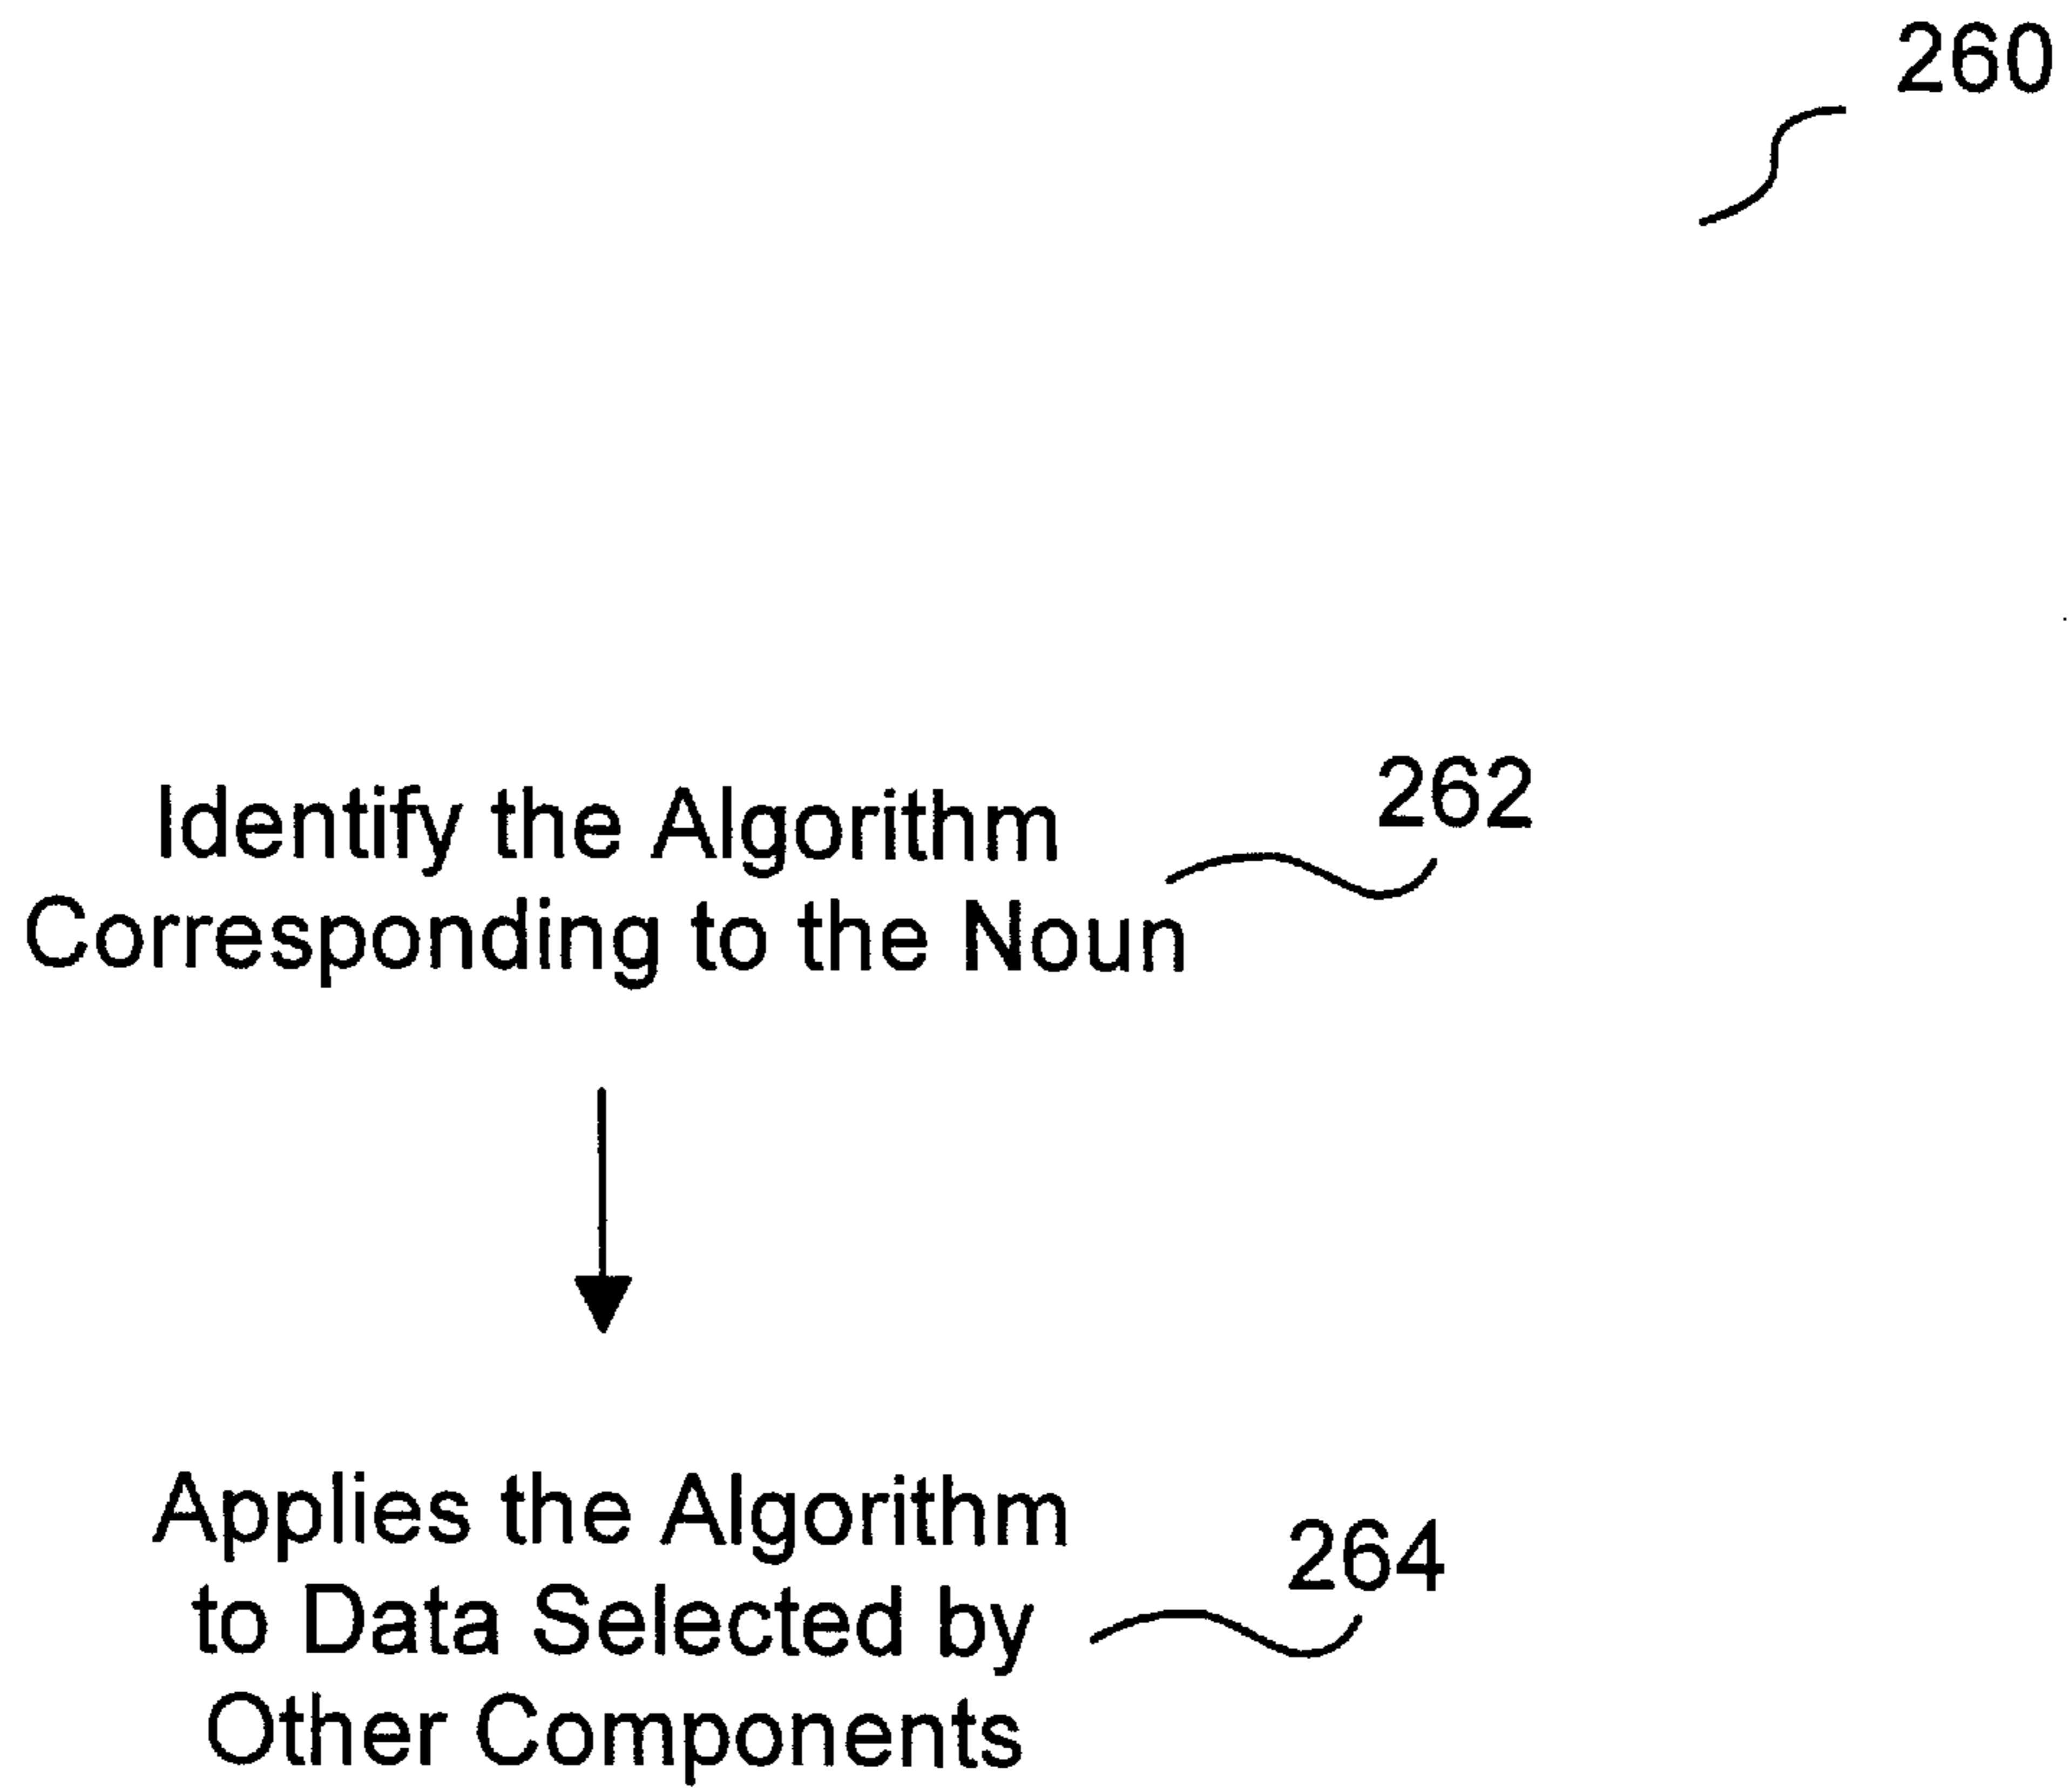 260
Identify the Algorithm
Corresponding to the Noun
262
Applies the Algorithm
to Data Selected by
Other Components
264